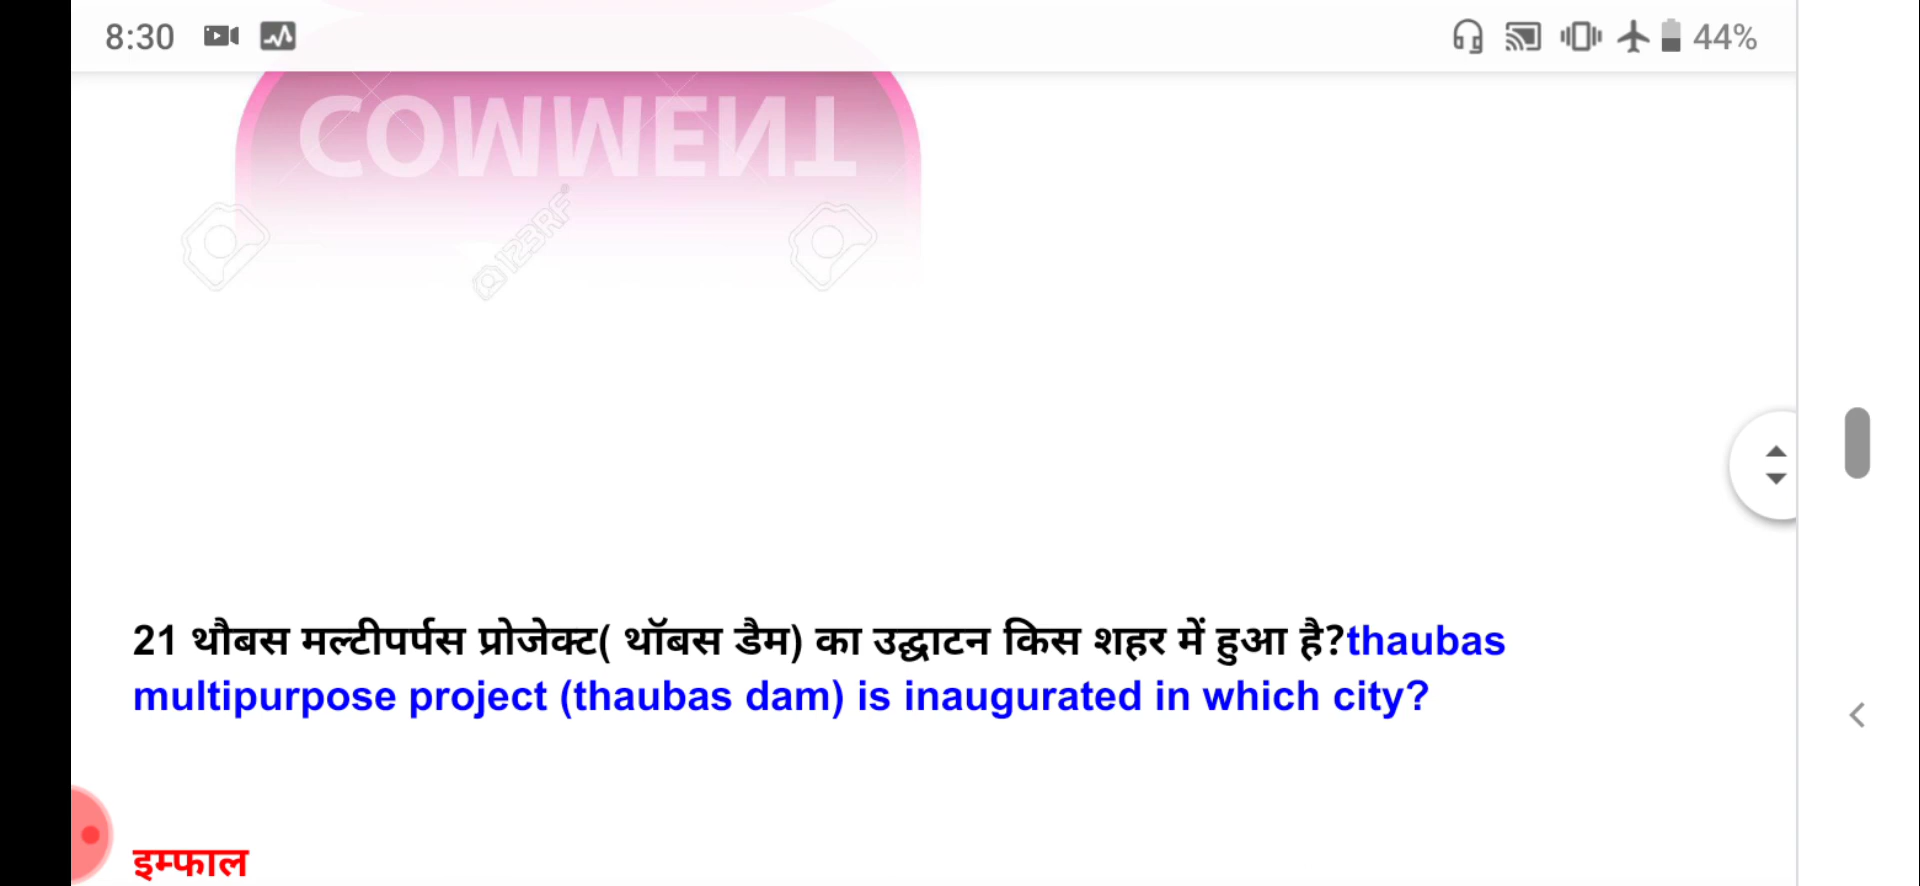 8:30
44%
COMMENT
@123RF
21 थौबस मल्टीपर्पस प्रोजेक्ट( थॉबस डैम) का उद्घाटन किस शहर में हुआ है?thaubas
multipurpose project (thaubas dam) is inaugurated in which city?
इम्फाल